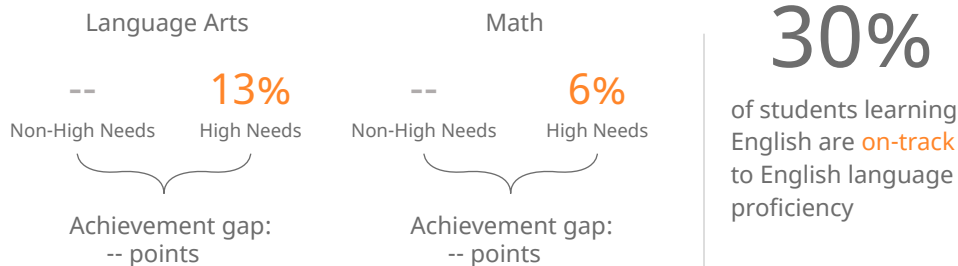 Language Arts
-- 13%
Non-High Needs High Needs
Achievement gap:
-- points
Math
-- 6%
Non-High Needs High Needs
Achievement gap:
-- points
30%
of students learning
English are on-track
to English language
proficiency